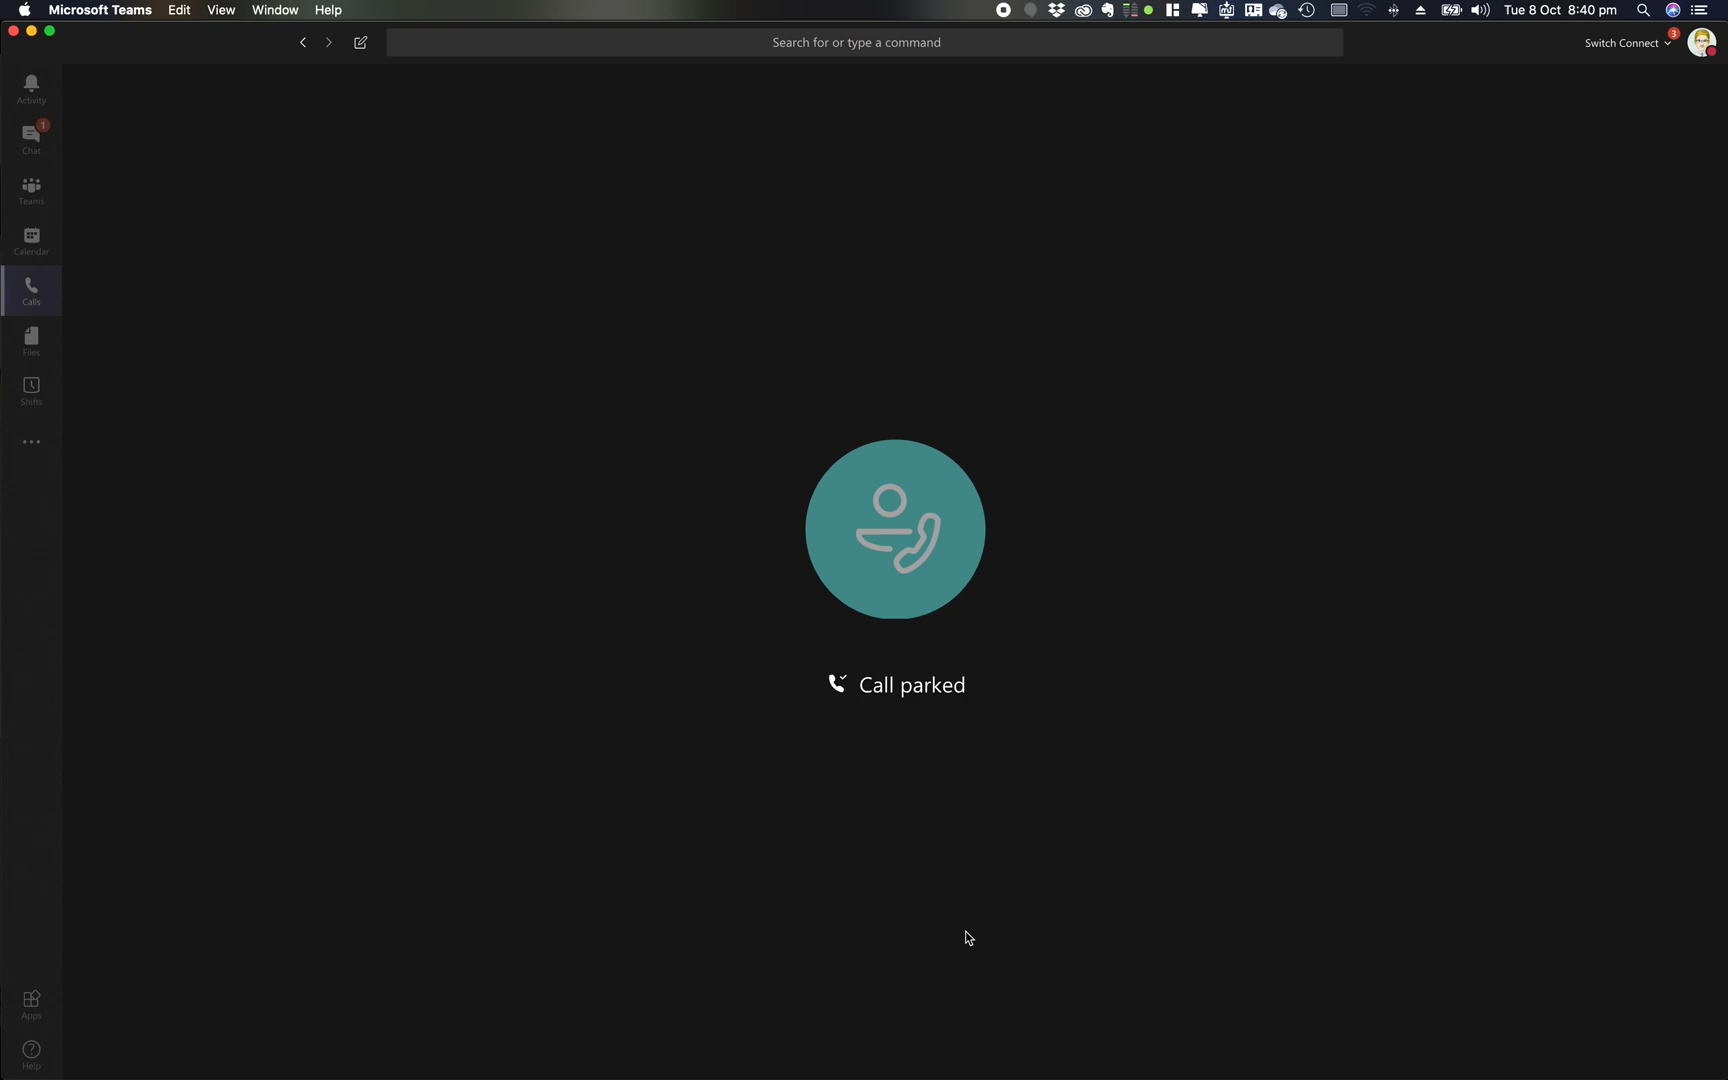 Microsoft Teams Edit View Window Help Tue 8 Oct 8:40 pm
Search for or type a command
Switch Connect
3
Activity
1
Chat
Teams
Calendar
Calls
Files
Shifts
Call parked
Apps
Help